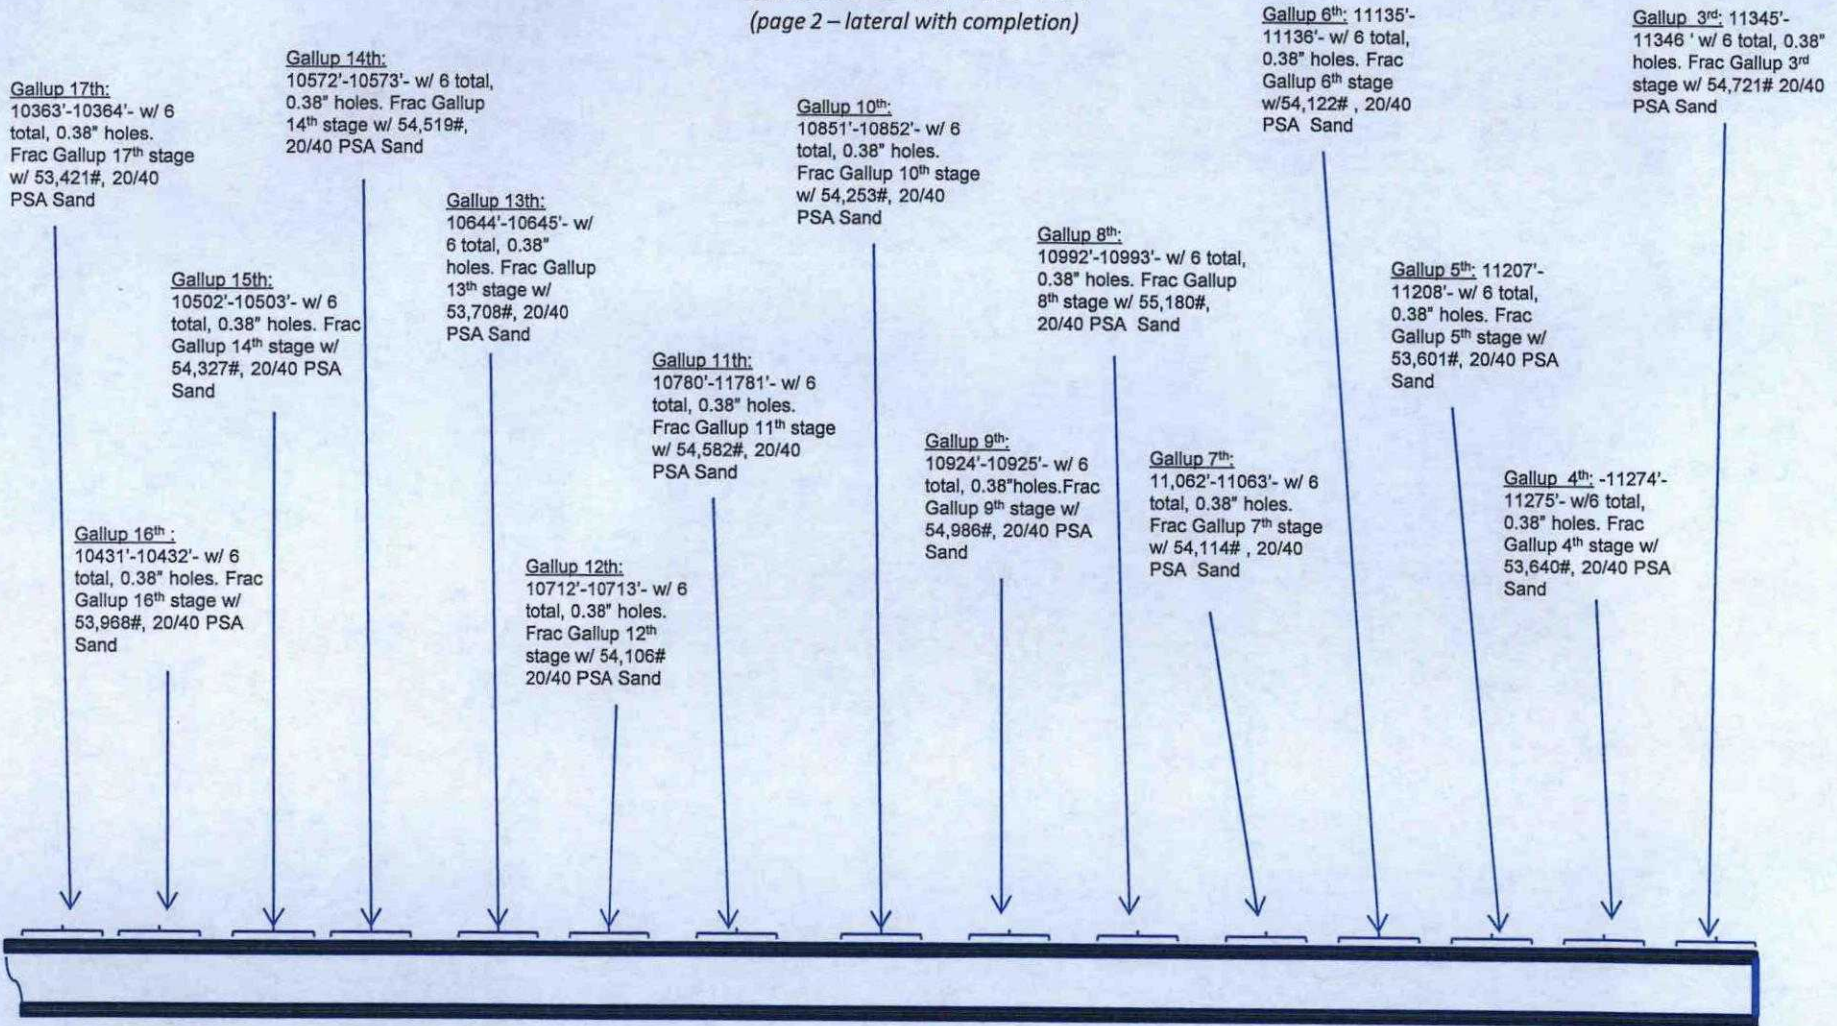 (page 2 – lateral with completion)
Gallup 17th:
10363'-10364'- w/ 6
total, 0.38" holes.
Frac Gallup 17th stage
w/ 53,421#, 20/40
PSA Sand
Gallup 16th :
10431'-10432'- w/ 6
total, 0.38" holes. Frac
Gallup 16th stage w/
53,968#, 20/40 PSA
Sand
Gallup 15th:
10502'-10503'- w/ 6
total, 0.38" holes. Frac
Gallup 14th stage w/
54,327#, 20/40 PSA
Sand
Gallup 14th:
10572'-10573'- w/ 6 total,
0.38" holes. Frac Gallup
14th stage w/ 54,519#,
20/40 PSA Sand
Gallup 13th:
10644'-10645'- w/
6 total, 0.38"
holes. Frac Gallup
13th stage w/
53,708#, 20/40
PSA Sand
Gallup 12th:
10712'-10713'- w/ 6
total, 0.38" holes.
Frac Gallup 12th
stage w/ 54,106#
20/40 PSA Sand
Gallup 11th:
10780'-11781'- w/ 6
total, 0.38" holes.
Frac Gallup 11th stage
w/ 54,582#, 20/40
PSA Sand
Gallup 10th:
10851'-10852'- w/ 6
total, 0.38" holes.
Frac Gallup 10th stage
w/ 54,253#, 20/40
PSA Sand
Gallup 9th:
10924'-10925'- w/ 6
total, 0.38"holes.Frac
Gallup 9th stage w/
54,986#, 20/40 PSA
Sand
Gallup 8th:
10992'-10993'- w/ 6 total,
0.38" holes. Frac Gallup
8th stage w/ 55,180#,
20/40 PSA Sand
Gallup 7th:
11,062'-11063'- w/ 6
total, 0.38" holes.
Frac Gallup 7th stage
w/ 54,114# , 20/40
PSA Sand
Gallup 6th: 11135'-
11136'- w/ 6 total,
0.38" holes. Frac
Gallup 6th stage
w/54,122# , 20/40
PSA Sand
Gallup 5th: 11207'-
11208'- w/ 6 total,
0.38" holes. Frac
Gallup 5th stage w/
53,601#, 20/40 PSA
Sand
Gallup 4th: -11274'-
11275'- w/6 total,
0.38" holes. Frac
Gallup 4th stage w/
53,640#, 20/40 PSA
Sand
Gallup 3rd: 11345'-
11346 ' w/ 6 total, 0.38"
holes. Frac Gallup 3rd
stage w/ 54,721# 20/40
PSA Sand